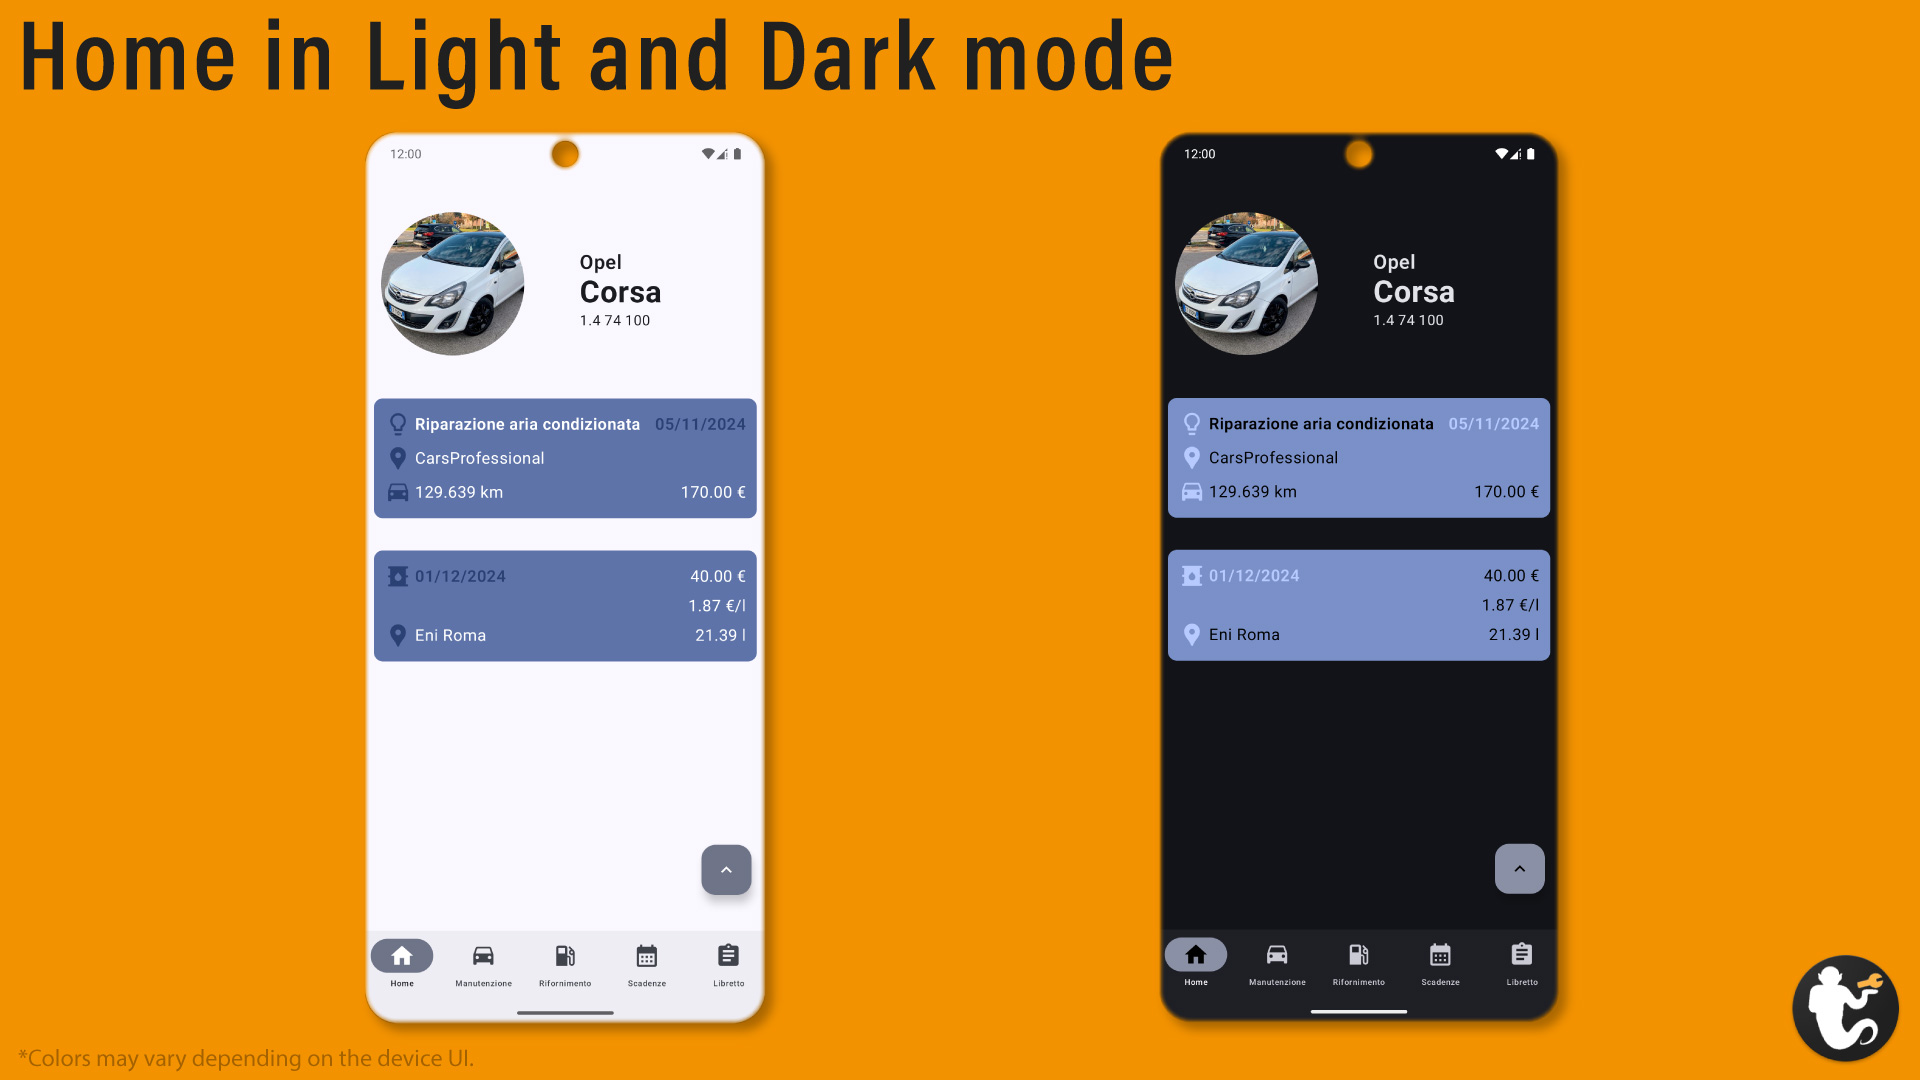 Home in Light and Dark mode
12:00
Opel
Corsa
1.4 74 100
Riparazione aria condizionata 05/11/2024
CarsProfessional
129.639 km 170.00 €
01/12/2024 40.00 €
1.87 €/l
Eni Roma 21.39 l
Home Manutenzione Rifornimento Scadenze Libretto
12:00
Opel
Corsa
1.4 74 100
Riparazione aria condizionata 05/11/2024
CarsProfessional
129.639 km 170.00 €
01/12/2024 40.00 €
1.87 €/l
Eni Roma 21.39 l
Home Manutenzione Rifornimento Scadenze Libretto
*Colors may vary depending on the device UI.